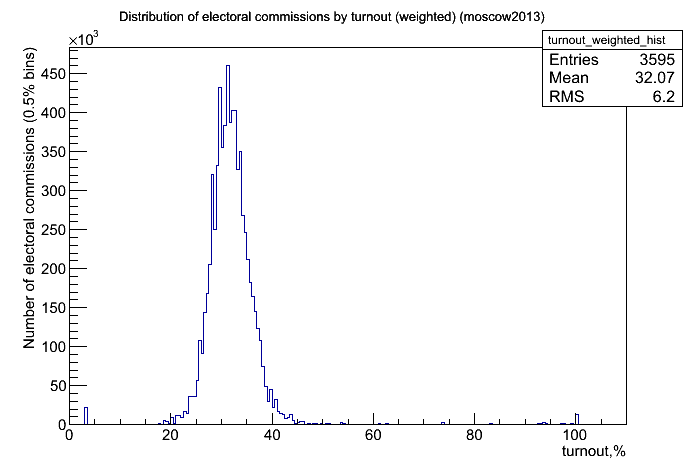 Distribution of electoral commissions by turnout (weighted) (moscow2013)
×10³
turnout_weighted_hist
Entries 3595
Mean 32.07
RMS 6.2
Number of electoral commissions (0.5% bins)
450
400
350
300
250
200
150
100
50
0
0 20 40 60 80 100
turnout,%